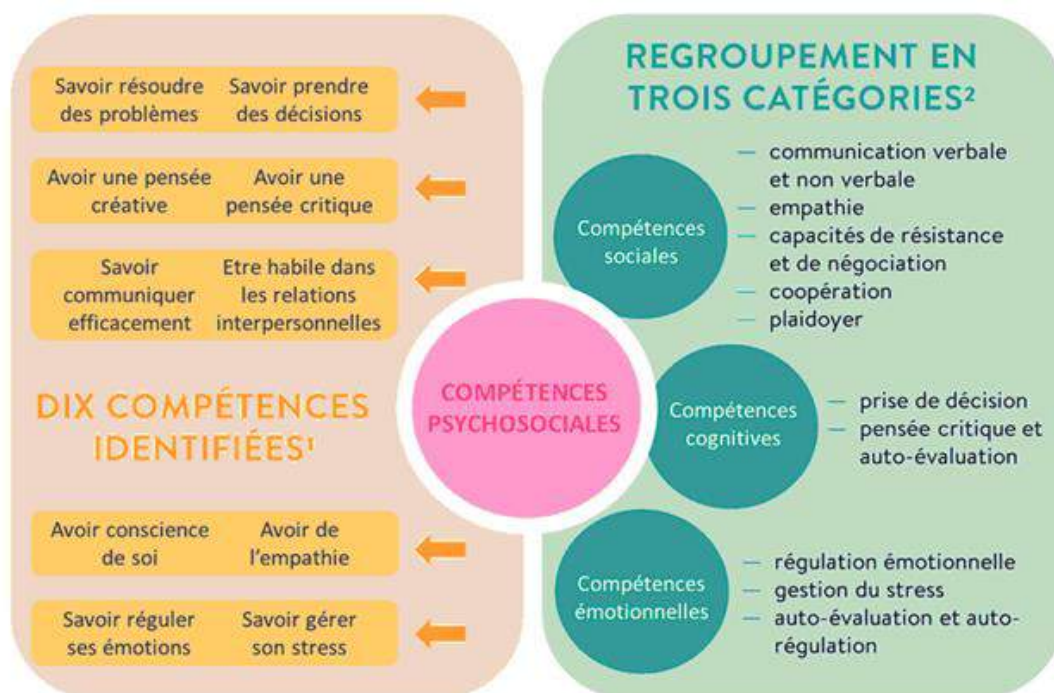 Savoir résoudre
des problèmes
Savoir prendre
des décisions
Avoir une pensée
créative
Avoir une
pensée critique
Savoir
communiquer
efficacement
Etre habile dans
les relations
interpersonnelles
DIX COMPÉTENCES
IDENTIFIÉES¹
Avoir conscience
de soi
Avoir de
l'empathie
Savoir réguler
ses émotions
Savoir gérer
son stress
COMPÉTENCES
PSYCHOSOCIALES
REGROUPEMENT EN
TROIS CATÉGORIES²
Compétences
sociales
— communication verbale
et non verbale
— empathie
— capacités de résistance
et de négociation
— coopération
— plaidoyer
Compétences
cognitives
— prise de décision
— pensée critique et
auto-évaluation
Compétences
émotionnelles
— régulation émotionnelle
— gestion du stress
— auto-évaluation et auto-
régulation